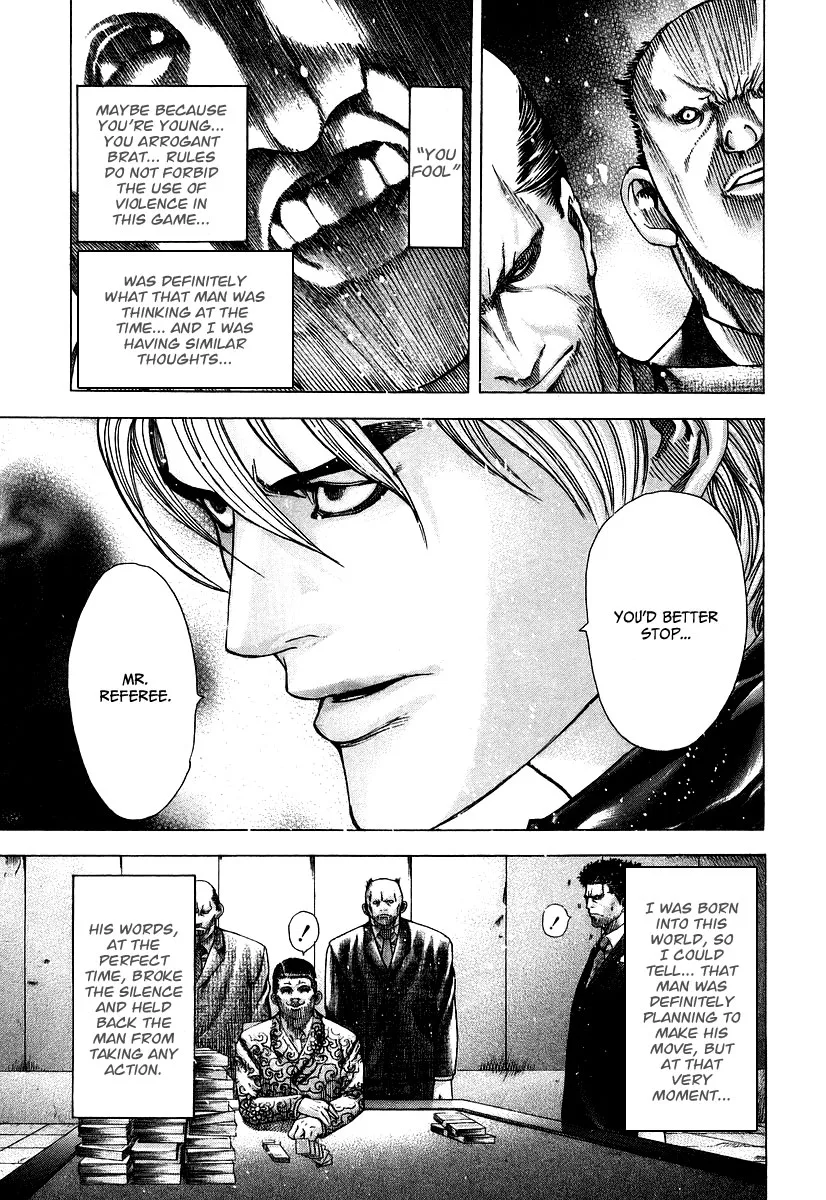 "YOU
FOOL"
MAYBE BECAUSE
YOU'RE YOUNG...
YOU ARROGANT
BRAT... RULES
DO NOT FORBID
THE USE OF
VIOLENCE IN
THIS GAME...
WAS DEFINITELY
WHAT THAT MAN WAS
THINKING AT THE
TIME... AND I WAS
HAVING SIMILAR
THOUGHTS...
YOU'D BETTER
STOP...
MR.
REFEREE.
I WAS BORN
INTO THIS
WORLD, SO
I COULD
TELL... THAT
MAN WAS
DEFINITELY
PLANNING TO
MAKE HIS
MOVE, BUT
AT THAT
VERY
MOMENT...
!
!
HIS WORDS,
AT THE
PERFECT
TIME, BROKE
THE SILENCE
AND HELD
BACK THE
MAN FROM
TAKING ANY
ACTION.